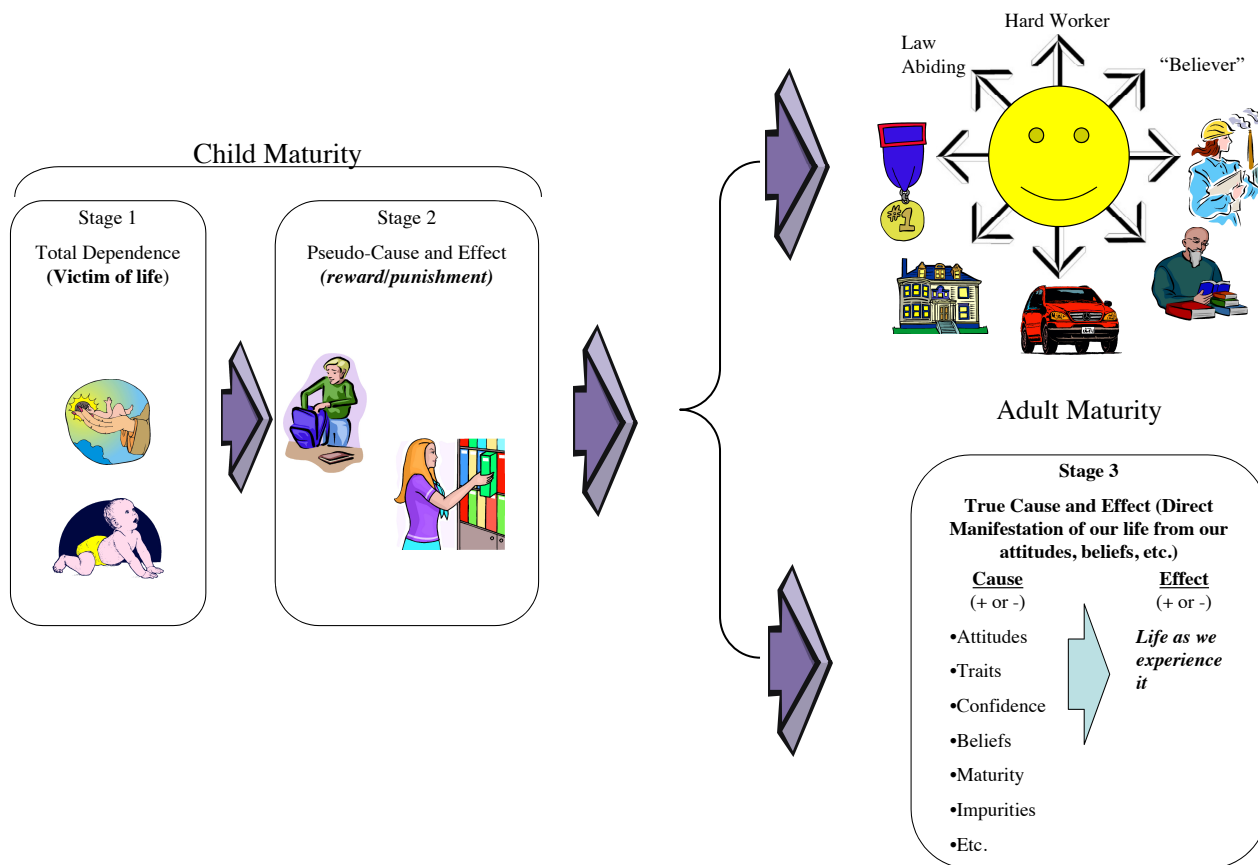 Child Maturity
Stage 1
Total Dependence
(Victim of life)
Stage 2
Pseudo-Cause and Effect
(reward/punishment)
Hard Worker
Law
Abiding
“Believer”
#1
Adult Maturity
Stage 3
True Cause and Effect (Direct
Manifestation of our life from our
attitudes, beliefs, etc.)
Cause
(+ or -)
•Attitudes
•Traits
•Confidence
•Beliefs
•Maturity
•Impurities
•Etc.
Effect
(+ or -)
Life as we
experience
it